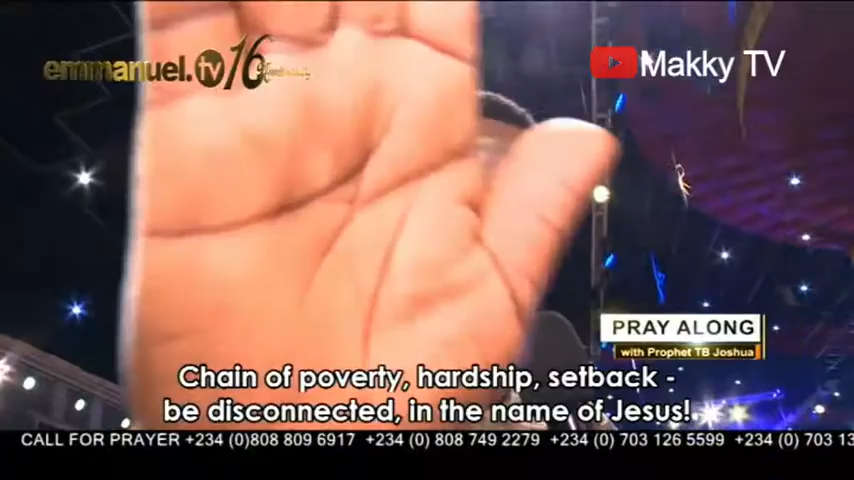 emmanuel.tv 16
Makky TV
PRAY ALONG
with Prophet TB Joshua
Chain of poverty, hardship, setback -
be disconnected, in the name of Jesus!
CALL FOR PRAYER +234 (0)808 809 6917 +234 (0)808 749 2279 +234 (0)703 126 5599 +234 (0)703 13